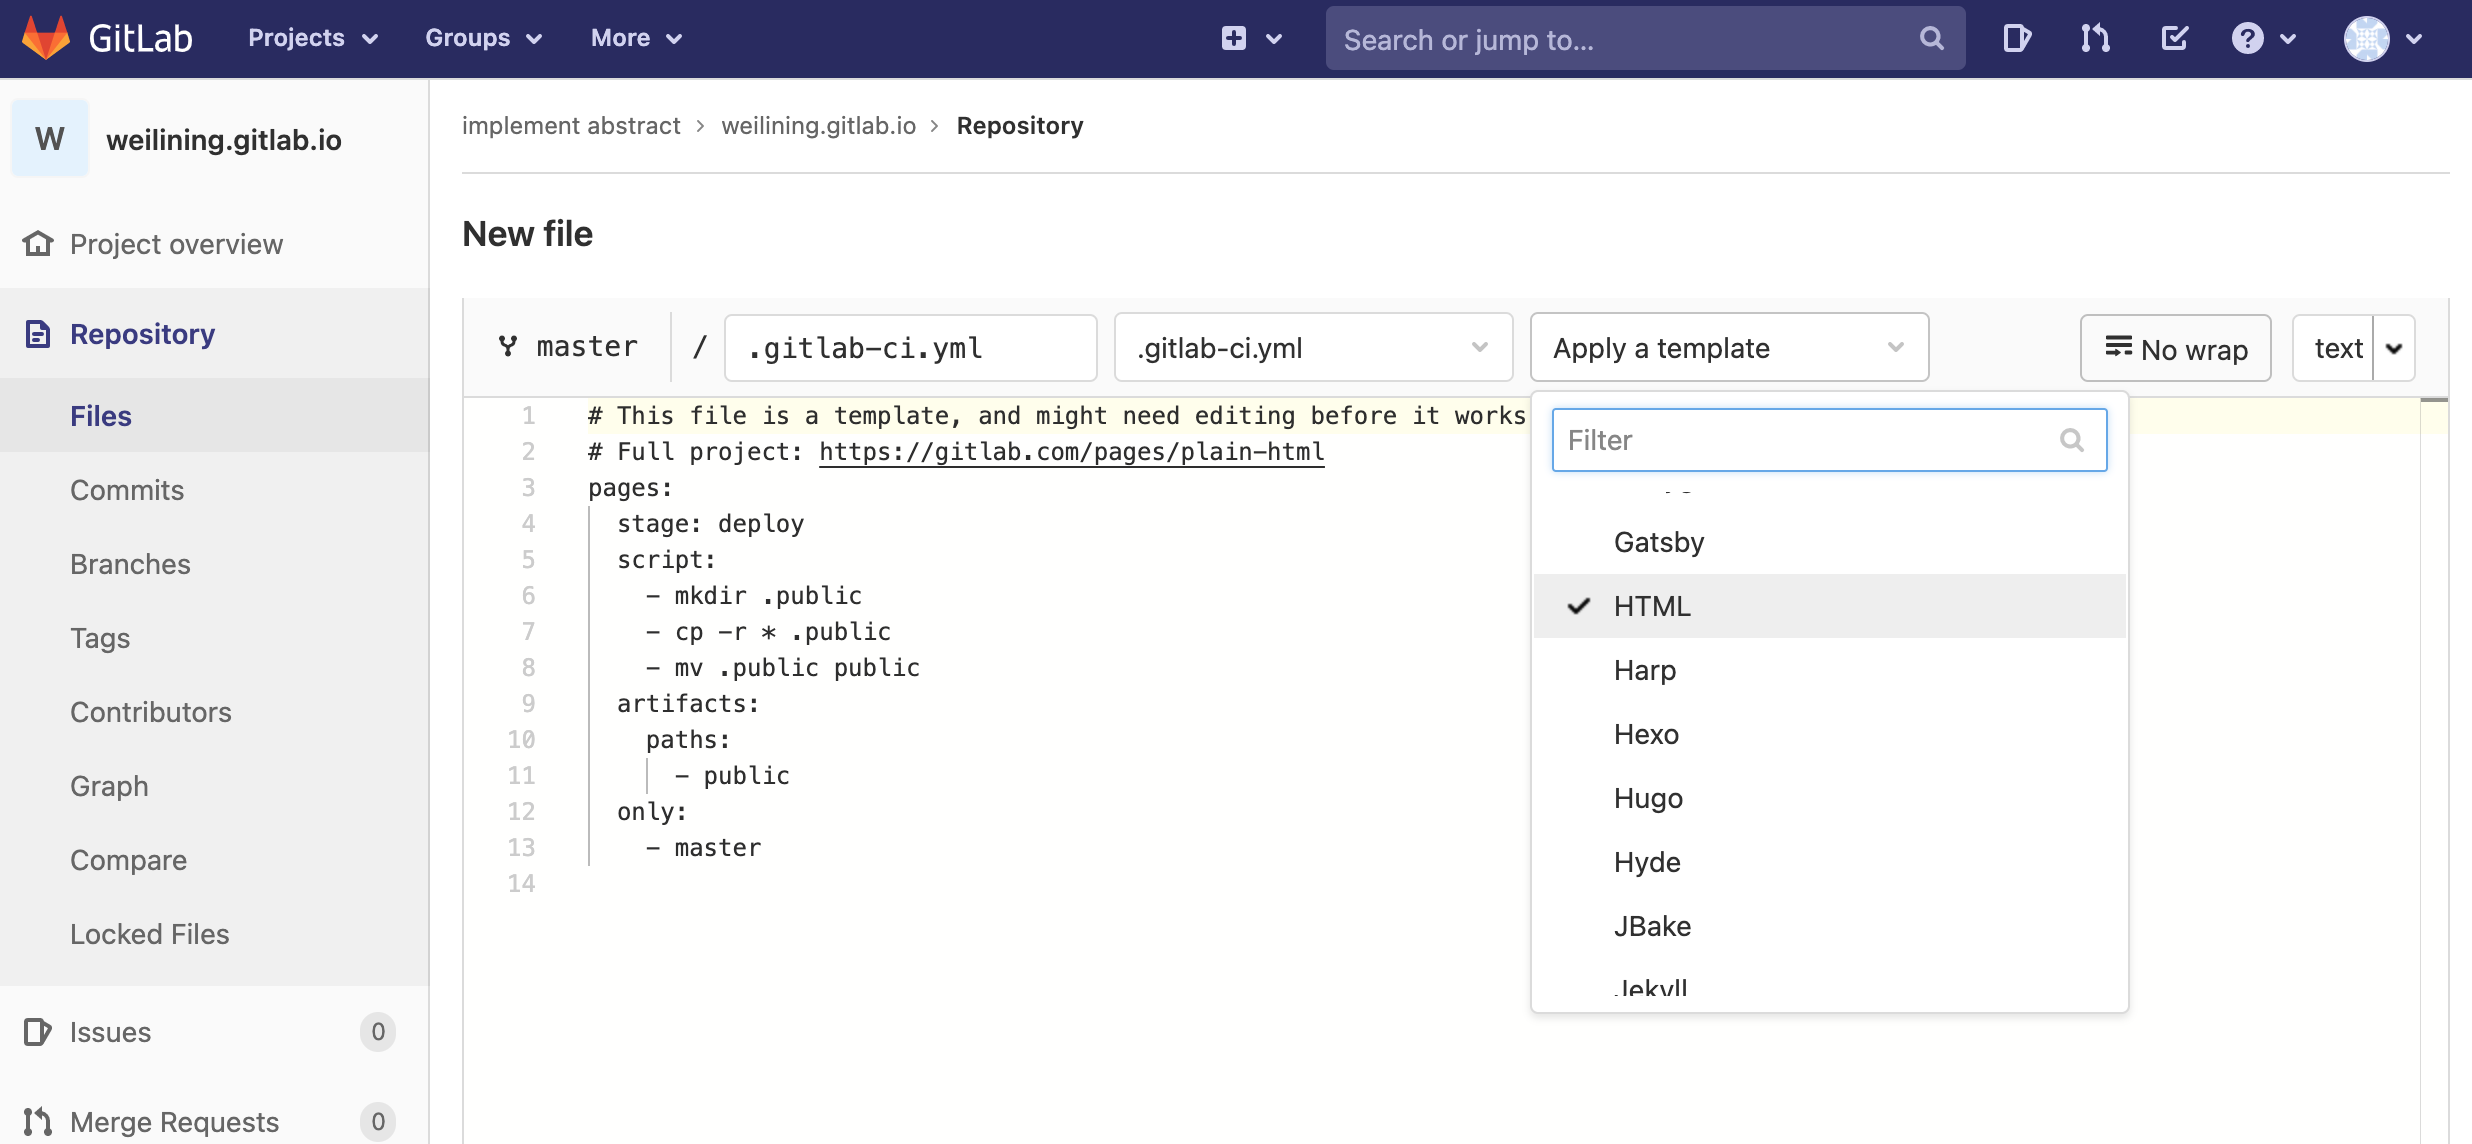 GitLab Projects Groups More Search or jump to...
W weilining.gitlab.io
implement abstract > weilining.gitlab.io > Repository
Project overview
Repository
Files
Commits
Branches
Tags
Contributors
Graph
Compare
Locked Files
Issues 0
Merge Requests 0
New file
master / .gitlab-ci.yml .gitlab-ci.yml Apply a template No wrap text
1 # This file is a template, and might need editing before it works
2 # Full project: https://gitlab.com/pages/plain-html
3 pages:
4 stage: deploy
5 script:
6 - mkdir .public
7 - cp -r * .public
8 - mv .public public
9 artifacts:
10 paths:
11 - public
12 only:
13 - master
14
Filter
Gatsby
HTML
Harp
Hexo
Hugo
Hyde
JBake
Jekyll